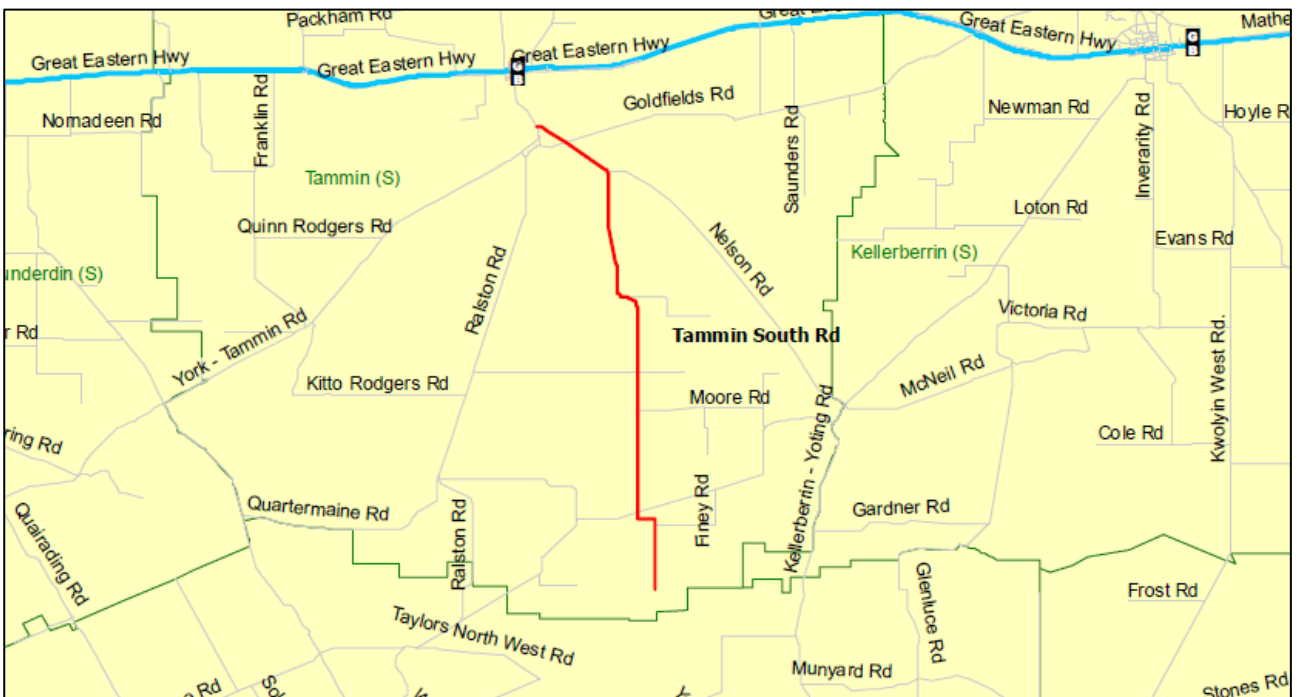 Packham Rd
Great Eastern Hwy
Great Eastern Hwy
Great Eastern Hwy
Great Eastern Hwy
Great Eastern Hwy
Mathe
G
B
G
B
Nomadeen Rd
Franklin Rd
Goldfields Rd
Saunders Rd
Newman Rd
Inverarity Rd
Hoyle R
Tammin (S)
Quinn Rodgers Rd
Loton Rd
Evans Rd
Kellerberrin (S)
underdin (S)
Nelson Rd
Ralston Rd
r Rd
York - Tammin Rd
Victoria Rd
Tammin South Rd
Kitto Rodgers Rd
Moore Rd
McNeil Rd
Kwolyin West Rd.
Cole Rd
ring Rd
Kellerberrin - Yoting Rd
Quartermaine Rd
Ralston Rd
Finey Rd
Gardner Rd
Quairading Rd
Glenluce Rd
Frost Rd
Taylors North West Rd
Munyard Rd
Stones Rd
Rd